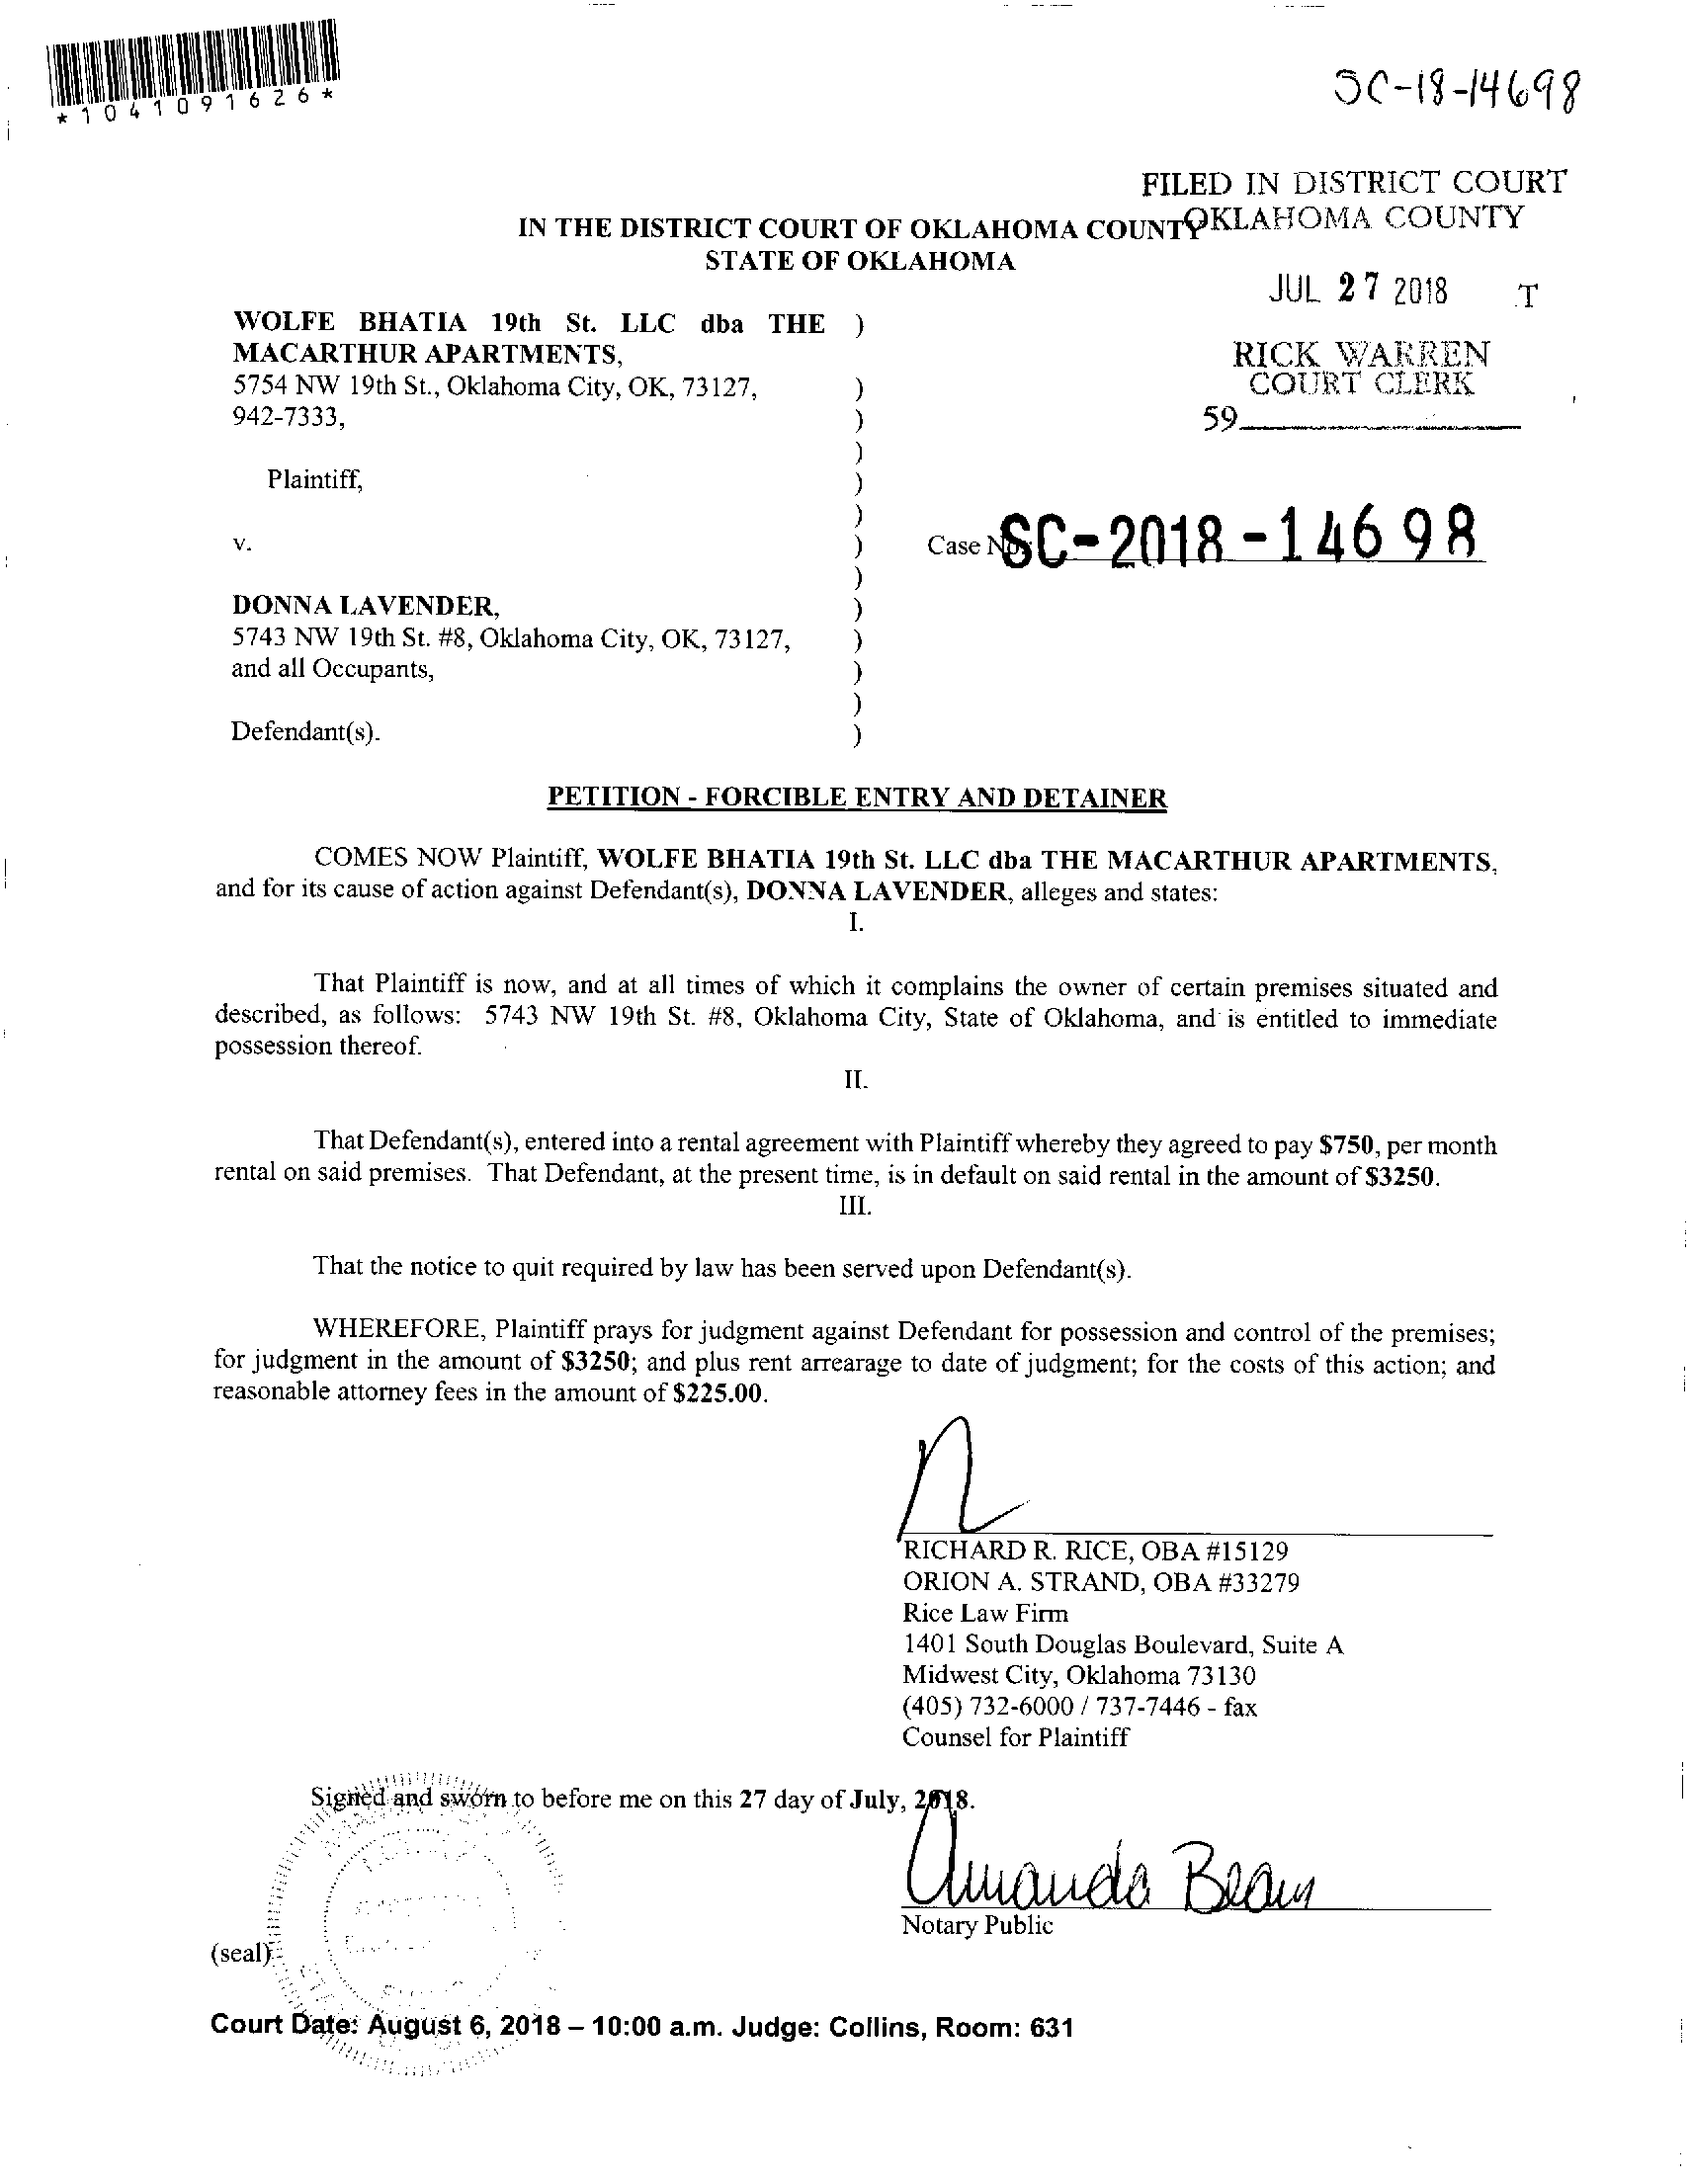 *1041091626*
SC-18-14698
FILED IN DISTRICT COURT
OKLAHOMA COUNTY
IN THE DISTRICT COURT OF OKLAHOMA COUNTY
STATE OF OKLAHOMA
JUL 27 2018 T
RICK WARREN
COURT CLERK
59
WOLFE BHATIA 19th St. LLC dba THE )
MACARTHUR APARTMENTS,
5754 NW 19th St., Oklahoma City, OK, 73127, )
942-7333, )
)
Plaintiff, )
)
v. ) Case No: SC-2018-14698
)
DONNA LAVENDER, )
5743 NW 19th St. #8, Oklahoma City, OK, 73127, )
and all Occupants, )
)
Defendant(s). )
PETITION - FORCIBLE ENTRY AND DETAINER
COMES NOW Plaintiff, WOLFE BHATIA 19th St. LLC dba THE MACARTHUR APARTMENTS,
and for its cause of action against Defendant(s), DONNA LAVENDER, alleges and states:
I.
That Plaintiff is now, and at all times of which it complains the owner of certain premises situated and
described, as follows: 5743 NW 19th St. #8, Oklahoma City, State of Oklahoma, and is entitled to immediate
possession thereof.
II.
That Defendant(s), entered into a rental agreement with Plaintiff whereby they agreed to pay $750, per month
rental on said premises. That Defendant, at the present time, is in default on said rental in the amount of $3250.
III.
That the notice to quit required by law has been served upon Defendant(s).
WHEREFORE, Plaintiff prays for judgment against Defendant for possession and control of the premises;
for judgment in the amount of $3250; and plus rent arrearage to date of judgment; for the costs of this action; and
reasonable attorney fees in the amount of $225.00.
RICHARD R. RICE, OBA #15129
ORION A. STRAND, OBA #33279
Rice Law Firm
1401 South Douglas Boulevard, Suite A
Midwest City, Oklahoma 73130
(405) 732-6000 / 737-7446 - fax
Counsel for Plaintiff
Signed and sworn to before me on this 27 day of July, 2018.
Amanda Bean
Notary Public
(seal)
Court Date: August 6, 2018 – 10:00 a.m. Judge: Collins, Room: 631